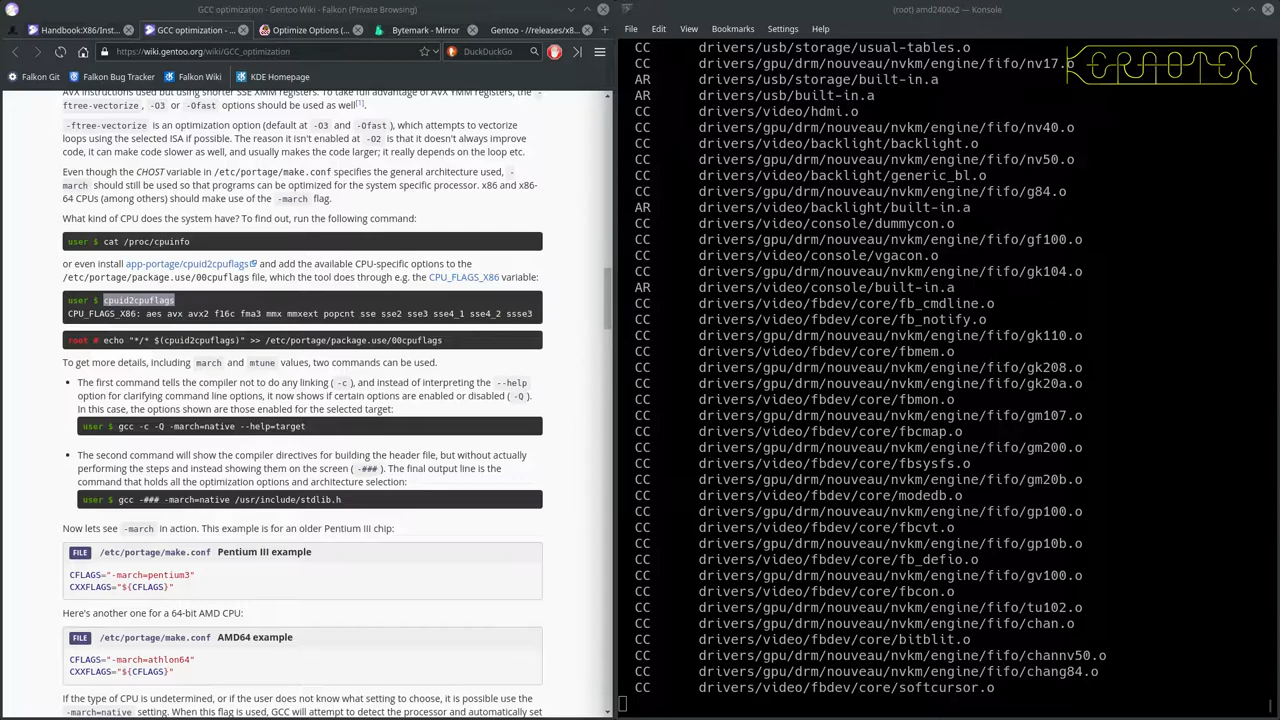 GCC optimization - Gentoo Wiki - Falkon (Private Browsing)
Handbook:X86/Inst...
GCC optimization - ...
Optimize Options (...
Bytemark - Mirror
Gentoo - /releases/x8...
https://wiki.gentoo.org/wiki/GCC_optimization
DuckDuckGo
Falkon Git
Falkon Bug Tracker
Falkon Wiki
KDE Homepage
AVX instructions used but using shorter SSE XMM registers. To take full advantage of AVX YMM registers, the -
ftree-vectorize, -O3 or -Ofast options should be used as well[1].
-ftree-vectorize is an optimization option (default at -O3 and -Ofast), which attempts to vectorize
loops using the selected ISA if possible. The reason it isn't enabled at -O2 is that it doesn't always improve
code, it can make code slower as well, and usually makes the code larger; it really depends on the loop etc.
Even though the CHOST variable in /etc/portage/make.conf specifies the general architecture used, -
march should still be used so that programs can be optimized for the system specific processor. x86 and x86-
64 CPUs (among others) should make use of the -march flag.
What kind of CPU does the system have? To find out, run the following command:
user $ cat /proc/cpuinfo
or even install app-portage/cpuid2cpuflags and add the available CPU-specific options to the
/etc/portage/package.use/00cpuflags file, which the tool does through e.g. the CPU_FLAGS_X86 variable:
user $ cpuid2cpuflags
CPU_FLAGS_X86: aes avx avx2 f16c fma3 mmx mmxext popcnt sse sse2 sse3 sse4_1 sse4_2 ssse3
root # echo "*/* $(cpuid2cpuflags)" >> /etc/portage/package.use/00cpuflags
To get more details, including march and mtune values, two commands can be used.
• The first command tells the compiler not to do any linking (-c), and instead of interpreting the --help
option for clarifying command line options, it now shows if certain options are enabled or disabled (-Q).
In this case, the options shown are those enabled for the selected target:
user $ gcc -c -Q -march=native --help=target
• The second command will show the compiler directives for building the header file, but without actually
performing the steps and instead showing them on the screen (-###). The final output line is the
command that holds all the optimization options and architecture selection:
user $ gcc -### -march=native /usr/include/stdlib.h
Now lets see -march in action. This example is for an older Pentium III chip:
FILE /etc/portage/make.conf Pentium III example
CFLAGS="-march=pentium3"
CXXFLAGS="${CFLAGS}"
Here's another one for a 64-bit AMD CPU:
FILE /etc/portage/make.conf AMD64 example
CFLAGS="-march=athlon64"
CXXFLAGS="${CFLAGS}"
If the type of CPU is undetermined, or if the user does not know what setting to choose, it is possible use the
-march=native setting. When this flag is used, GCC will attempt to detect the processor and automatically set
(root) amd2400x2 — Konsole
File Edit View Bookmarks Settings Help
CC drivers/usb/storage/usual-tables.o
CC drivers/gpu/drm/nouveau/nvkm/engine/fifo/nv17.o
AR drivers/usb/storage/built-in.a
AR drivers/usb/built-in.a
CC drivers/video/hdmi.o
CC drivers/gpu/drm/nouveau/nvkm/engine/fifo/nv40.o
CC drivers/video/backlight/backlight.o
CC drivers/gpu/drm/nouveau/nvkm/engine/fifo/nv50.o
CC drivers/video/backlight/generic_bl.o
CC drivers/gpu/drm/nouveau/nvkm/engine/fifo/g84.o
AR drivers/video/backlight/built-in.a
CC drivers/video/console/dummycon.o
CC drivers/gpu/drm/nouveau/nvkm/engine/fifo/gf100.o
CC drivers/video/console/vgacon.o
CC drivers/gpu/drm/nouveau/nvkm/engine/fifo/gk104.o
AR drivers/video/console/built-in.a
CC drivers/video/fbdev/core/fb_cmdline.o
CC drivers/video/fbdev/core/fb_notify.o
CC drivers/gpu/drm/nouveau/nvkm/engine/fifo/gk110.o
CC drivers/video/fbdev/core/fbmem.o
CC drivers/gpu/drm/nouveau/nvkm/engine/fifo/gk208.o
CC drivers/gpu/drm/nouveau/nvkm/engine/fifo/gk20a.o
CC drivers/video/fbdev/core/fbmon.o
CC drivers/gpu/drm/nouveau/nvkm/engine/fifo/gm107.o
CC drivers/video/fbdev/core/fbcmap.o
CC drivers/gpu/drm/nouveau/nvkm/engine/fifo/gm200.o
CC drivers/video/fbdev/core/fbsysfs.o
CC drivers/gpu/drm/nouveau/nvkm/engine/fifo/gm20b.o
CC drivers/video/fbdev/core/modedb.o
CC drivers/gpu/drm/nouveau/nvkm/engine/fifo/gp100.o
CC drivers/video/fbdev/core/fbcvt.o
CC drivers/gpu/drm/nouveau/nvkm/engine/fifo/gp10b.o
CC drivers/video/fbdev/core/fb_defio.o
CC drivers/gpu/drm/nouveau/nvkm/engine/fifo/gv100.o
CC drivers/video/fbdev/core/fbcon.o
CC drivers/gpu/drm/nouveau/nvkm/engine/fifo/tu102.o
CC drivers/gpu/drm/nouveau/nvkm/engine/fifo/chan.o
CC drivers/video/fbdev/core/bitblit.o
CC drivers/gpu/drm/nouveau/nvkm/engine/fifo/channv50.o
CC drivers/gpu/drm/nouveau/nvkm/engine/fifo/chang84.o
CC drivers/video/fbdev/core/softcursor.o